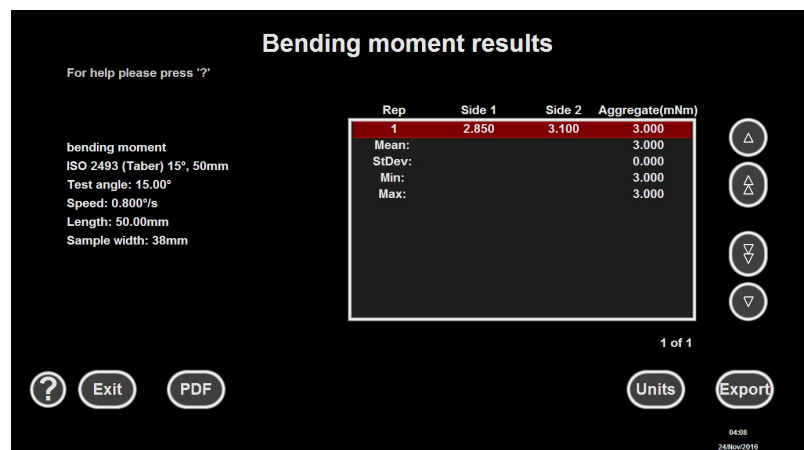 Bending moment results
For help please press '?'
Rep Side 1 Side 2 Aggregate(mNm)
1 2.850 3.100 3.000
Mean: 3.000
StDev: 0.000
Min: 3.000
Max: 3.000
bending moment
ISO 2493 (Taber) 15°, 50mm
Test angle: 15.00°
Speed: 0.800°/s
Length: 50.00mm
Sample width: 38mm
1 of 1
? Exit PDF Units Export
04:08
24/Nov/2016